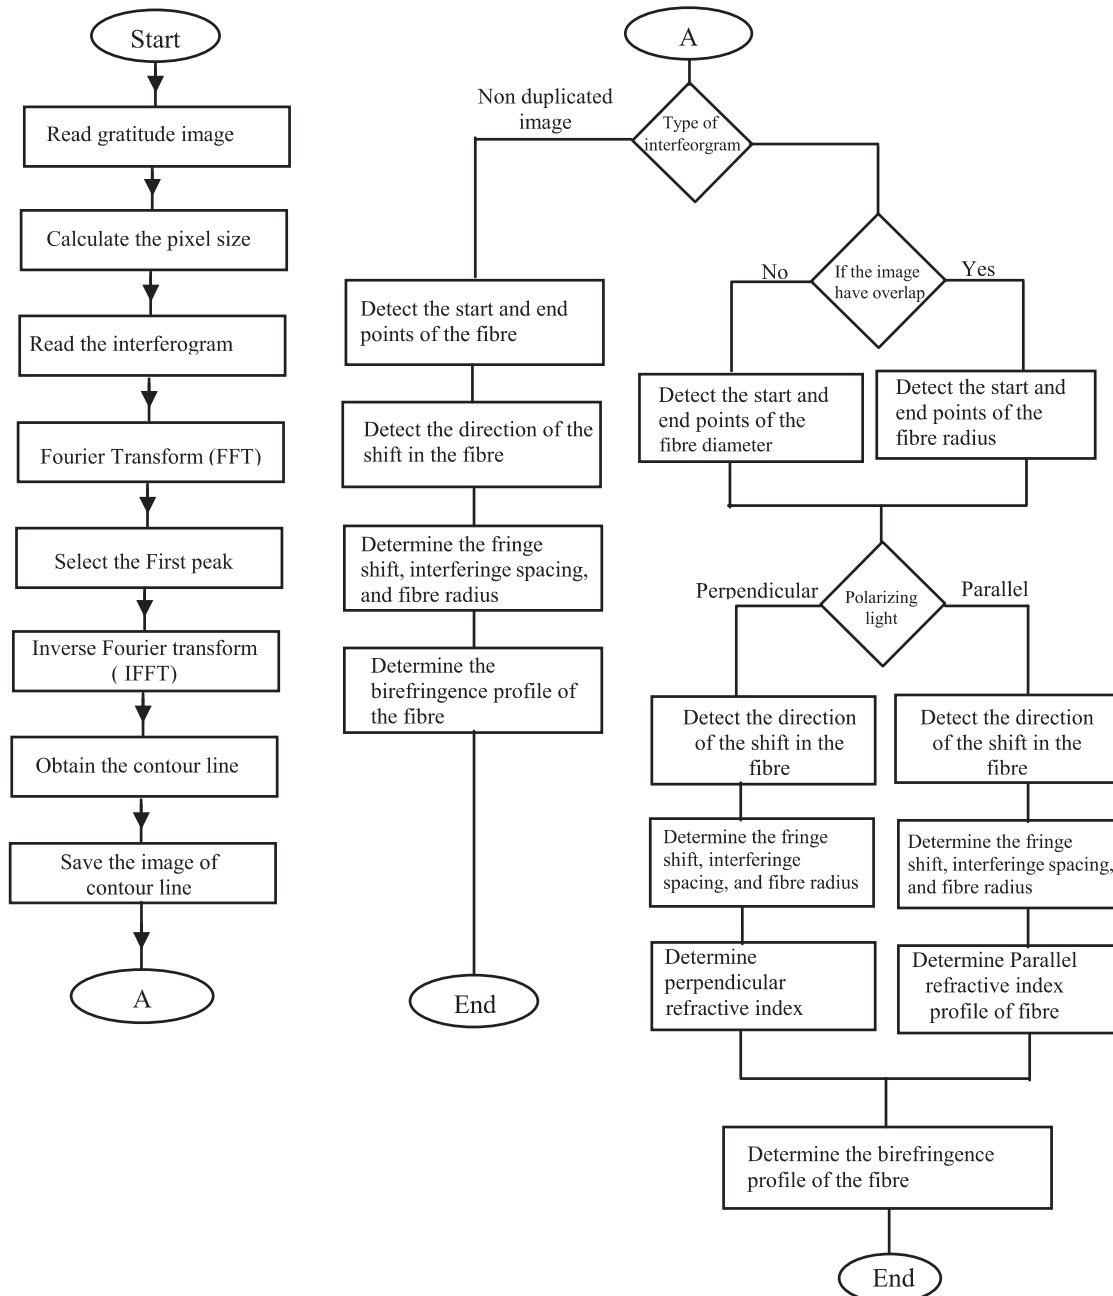 Start
Read gratitude image
Calculate the pixel size
Read the interferogram
Fourier Transform (FFT)
Select the First peak
Inverse Fourier transform
( IFFT)
Obtain the contour line
Save the image of
contour line
A
A
Type of
interfeorgram
Non duplicated
image
Detect the start and end
points of the fibre
Detect the direction of the
shift in the fibre
Determine the fringe
shift, interferinge spacing,
and fibre radius
Determine the
birefringence profile of
the fibre
End
If the image
have overlap
No
Yes
Detect the start and
end points of the
fibre diameter
Detect the start and
end points of the
fibre radius
Polarizing
light
Perpendicular
Parallel
Detect the direction
of the shift in the
fibre
Determine the fringe
shift, interferinge
spacing, and fibre radius
Determine
perpendicular
refractive index
Detect the direction
of the shift in the
fibre
Determine the fringe
shift, interferinge spacing,
and fibre radius
Determine Parallel
refractive index
profile of fibre
Determine the birefringence
profile of the fibre
End